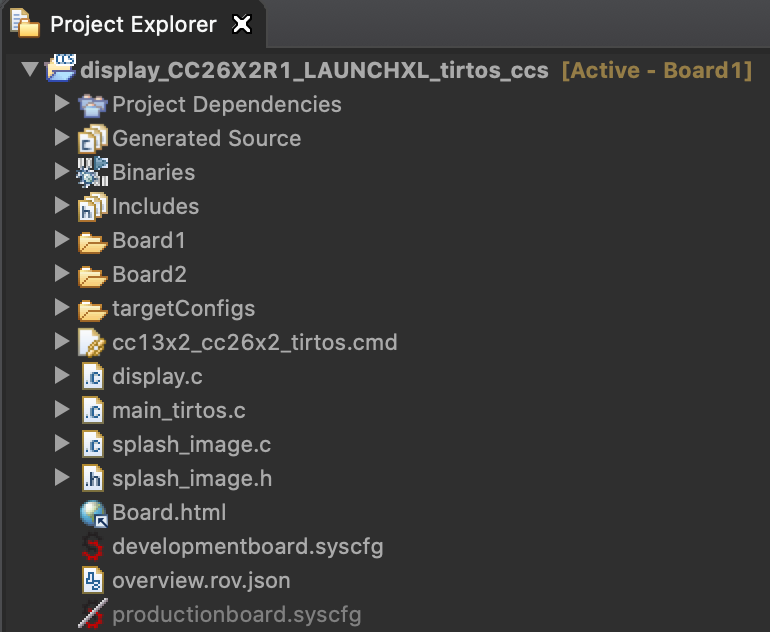 Project Explorer
display_CC26X2R1_LAUNCHXL_tirtos_ccs [Active - Board1]
Project Dependencies
Generated Source
Binaries
Includes
Board1
Board2
targetConfigs
cc13x2_cc26x2_tirtos.cmd
display.c
main_tirtos.c
splash_image.c
splash_image.h
Board.html
developmentboard.syscfg
overview.rov.json
productionboard.syscfg